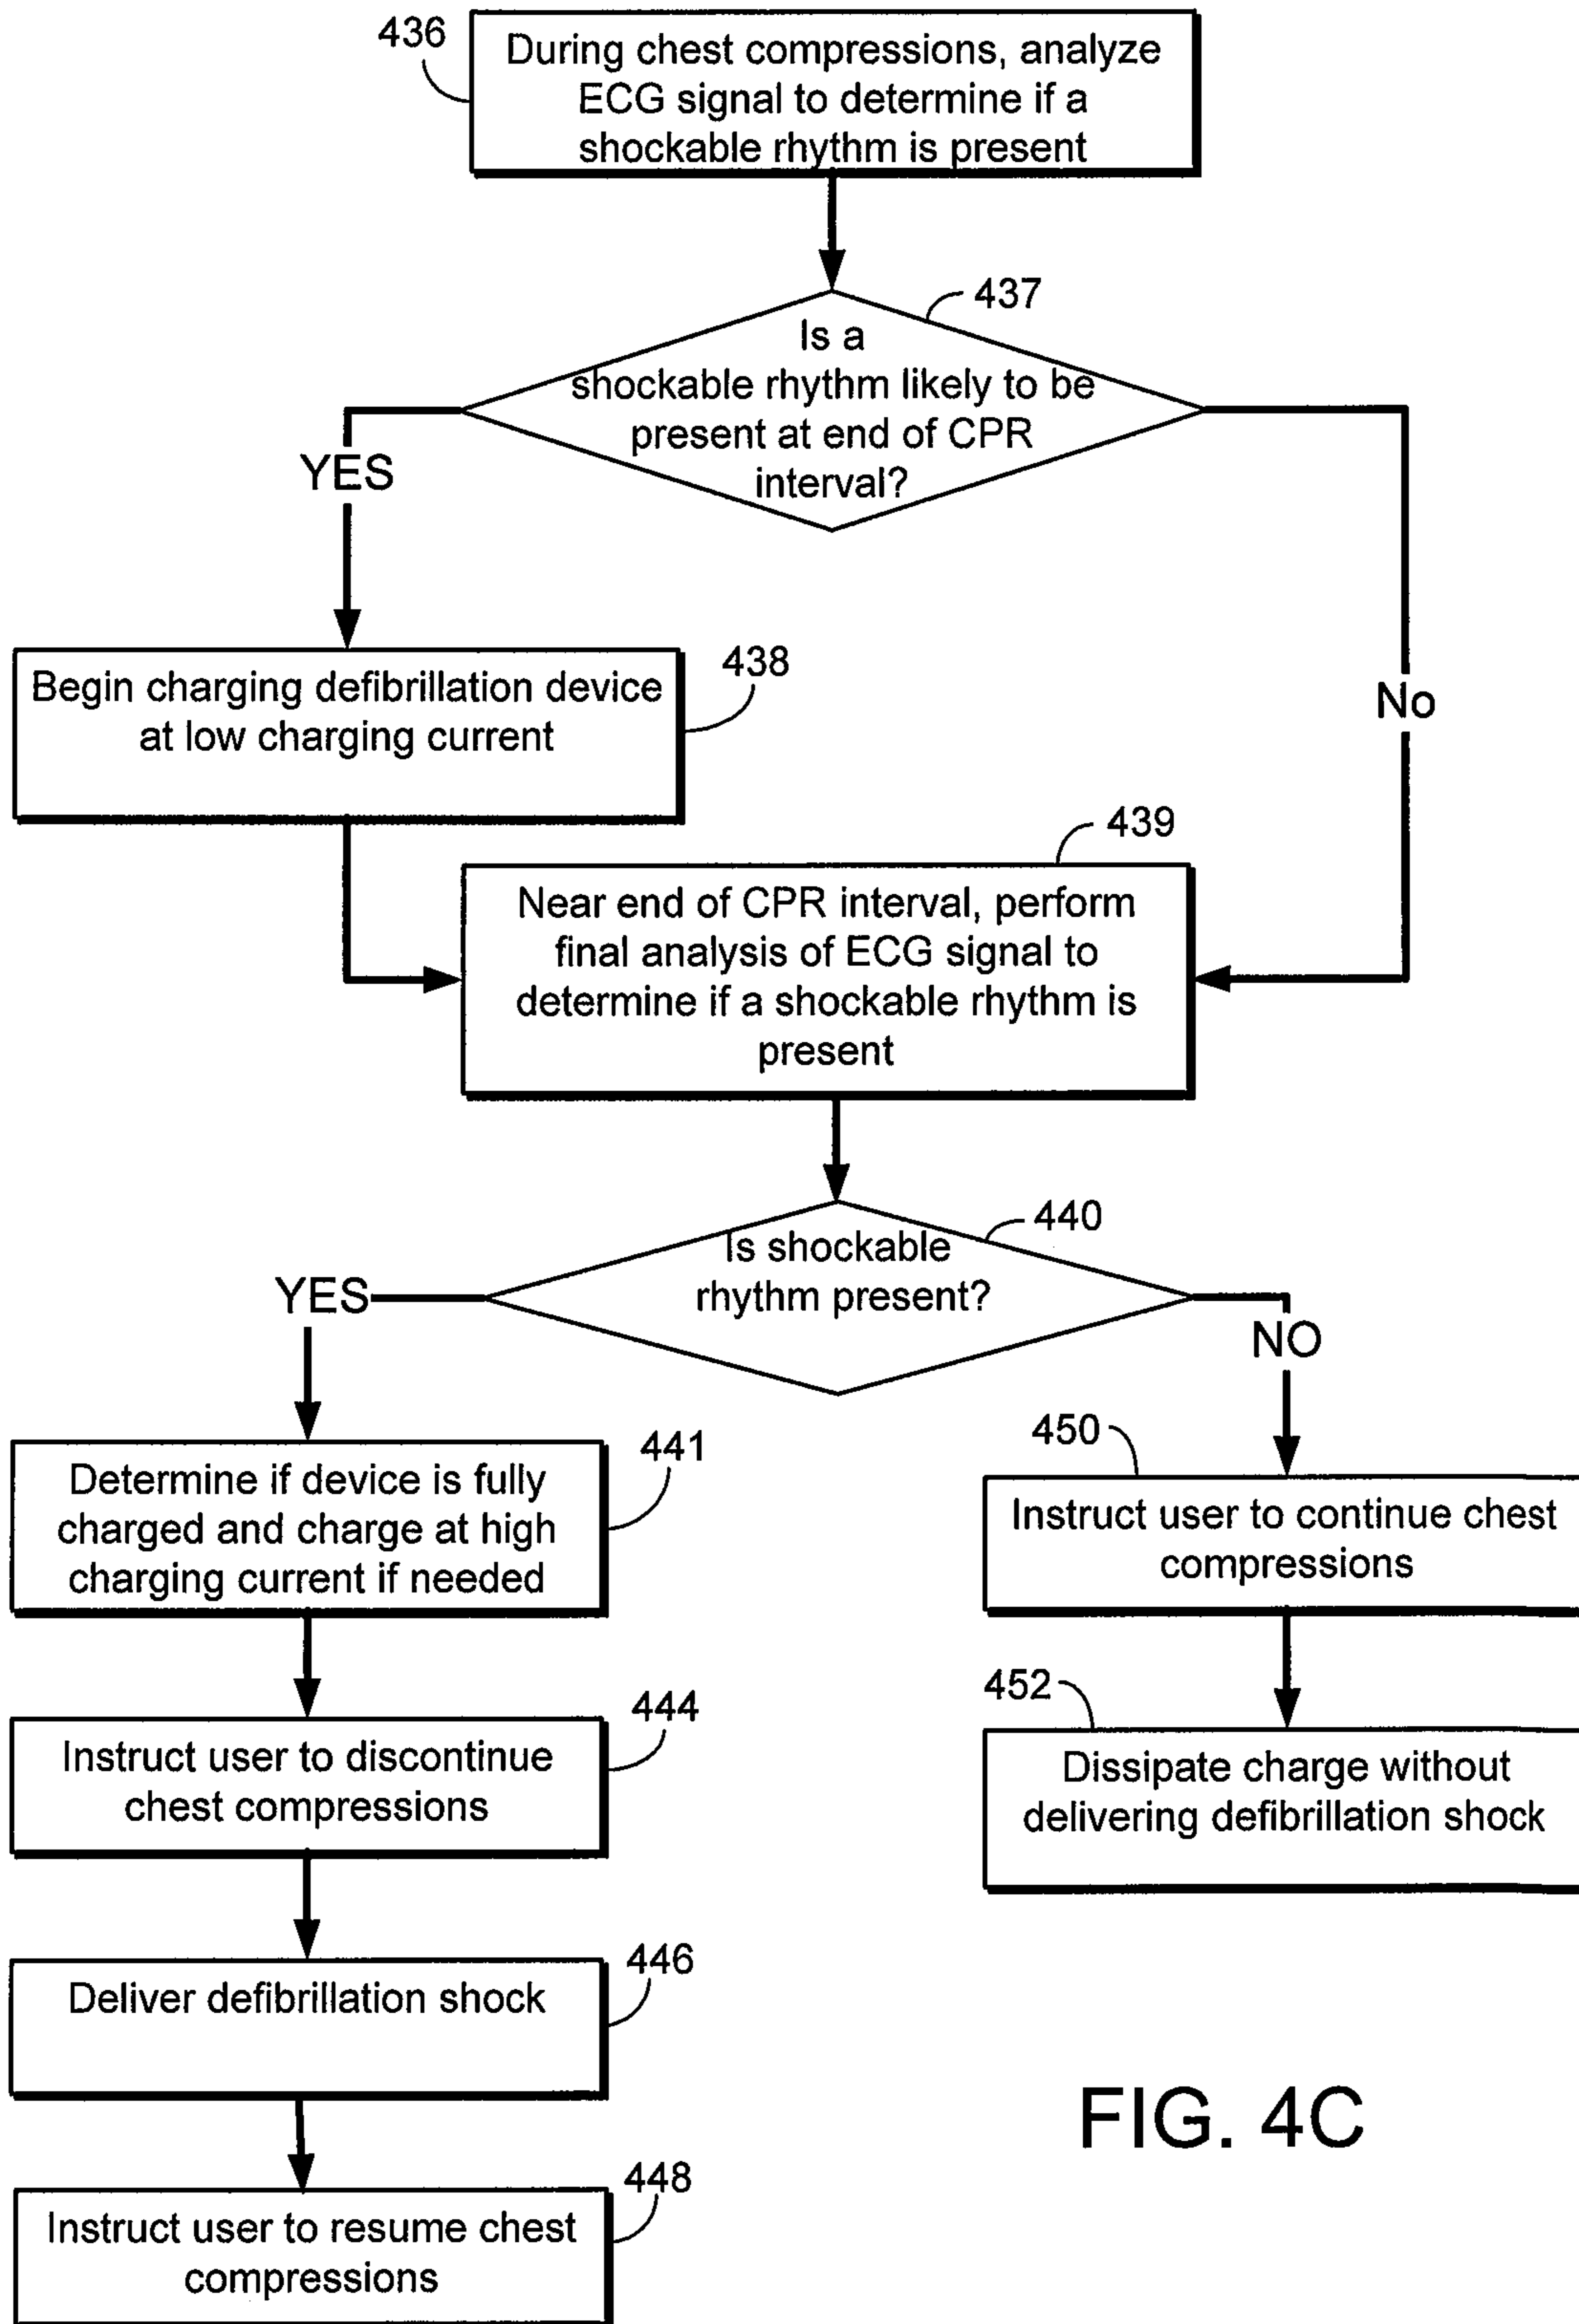 436
During chest compressions, analyze
ECG signal to determine if a
shockable rhythm is present
437
Is a
shockable rhythm likely to be
present at end of CPR
interval?
YES
No
438
Begin charging defibrillation device
at low charging current
439
Near end of CPR interval, perform
final analysis of ECG signal to
determine if a shockable rhythm is
present
440
Is shockable
rhythm present?
YES
NO
441
Determine if device is fully
charged and charge at high
charging current if needed
450
Instruct user to continue chest
compressions
444
Instruct user to discontinue
chest compressions
452
Dissipate charge without
delivering defibrillation shock
446
Deliver defibrillation shock
448
Instruct user to resume chest
compressions
FIG. 4C